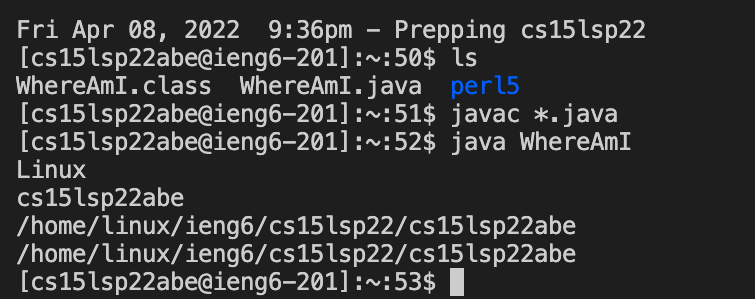 Fri Apr 08, 2022  9:36pm - Prepping cs15lsp22
[cs15lsp22abe@ieng6-201]:~:50$ ls
WhereAmI.class  WhereAmI.java  perl5
[cs15lsp22abe@ieng6-201]:~:51$ javac *.java
[cs15lsp22abe@ieng6-201]:~:52$ java WhereAmI
Linux
cs15lsp22abe
/home/linux/ieng6/cs15lsp22/cs15lsp22abe
/home/linux/ieng6/cs15lsp22/cs15lsp22abe
[cs15lsp22abe@ieng6-201]:~:53$